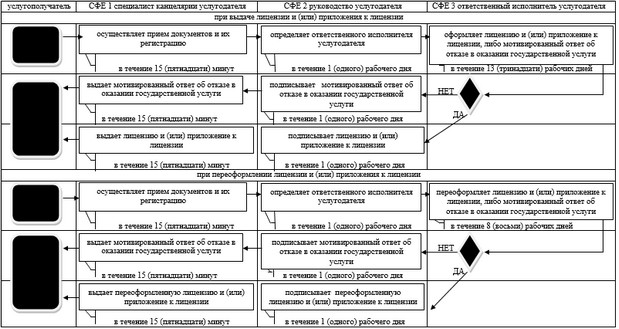 услугополучатель СФЕ 1 специалист канцелярии услугодателя СФЕ 2 руководство услугодателя СФЕ 3 ответственный исполнитель услугодателя
при выдаче лицензии и (или) приложения к лицензии
осуществляет прием документов и их
регистрацию
в течение 15 (пятнадцати) минут
определяет ответственного исполнителя
услугодателя
в течение 1 (одного) рабочего дня
оформляет лицензию и (или) приложение к
лицензии, либо мотивированный ответ об
отказе в оказании государственной услуги
в течение 13 (тринадцати) рабочих дней
выдает мотивированный ответ об отказе в
оказании государственной услуги
в течение 15 (пятнадцати) минут
подписывает мотивированный ответ об
отказе в оказании государственной
услуги
в течение 1 (одного) рабочего дня
НЕТ
ДА
выдает лицензию и (или) приложение к
лицензии
в течение 15 (пятнадцати) минут
подписывает лицензию и (или)
приложение к лицензии
в течение 1 (одного) рабочего дня
при переоформлении лицензии и (или) приложения к лицензии
осуществляет прием документов и их
регистрацию
в течение 15 (пятнадцати) минут
определяет ответственного исполнителя
услугодателя
в течение 1 (одного) рабочего дня
переоформляет лицензию и (или) приложение к
лицензии, либо мотивированный ответ об
отказе в оказании государственной услуги
в течение 8 (восьми) рабочих дней
выдает мотивированный ответ об отказе в
оказании государственной услуги
в течение 15 (пятнадцати) минут
подписывает мотивированный ответ об
отказе в оказании государственной
услуги
в течение 1 (одного) рабочего дня
НЕТ
ДА
выдает переоформленную лицензию и (или)
приложение к лицензии
в течение 15 (пятнадцати) минут
подписывает переоформленную
лицензию и (или) приложение к лицензии
в течение 1 (одного) рабочего дня